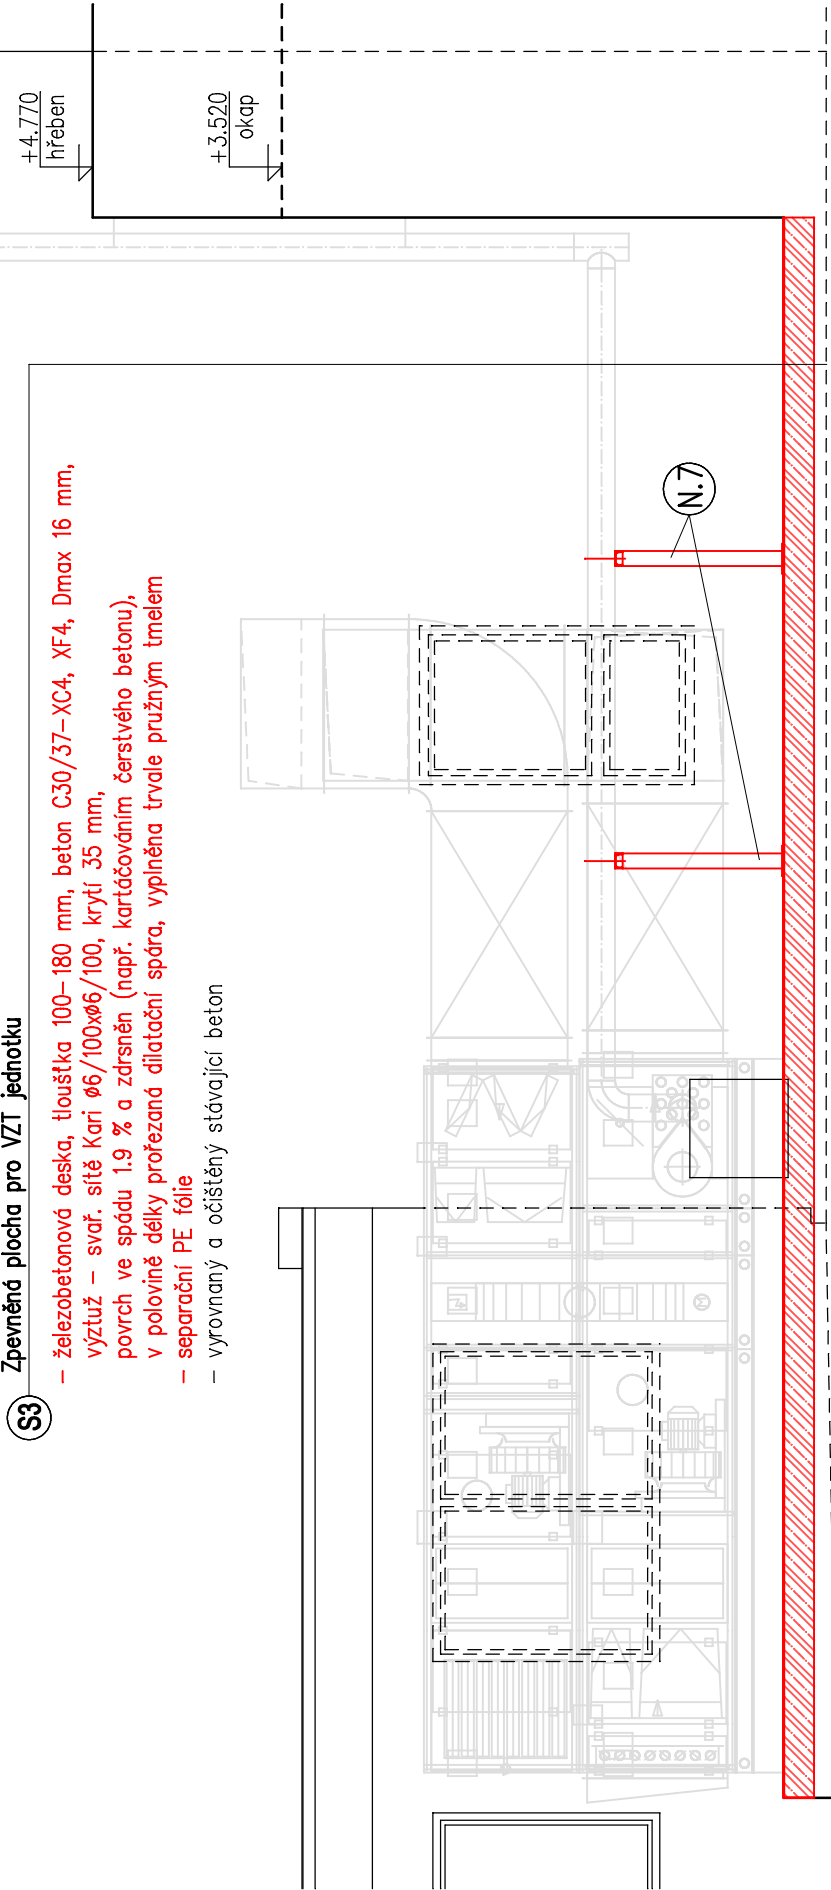 +4.770
hřeben
+3.520
okap
S3
Zpevněná plocha pro VZT jednotku
– železobetonová deska, tloušťka 100–180 mm, beton C30/37–XC4, XF4, Dmax 16 mm,
výztuž – svař. sítě Kari ø6/100xø6/100, krytí 35 mm,
povrch ve spádu 1.9 % a zdrsněn (např. kartáčováním čerstvého betonu),
v polovině délky prořezaná dilatační spára, vyplněna trvale pružným tmelem
– separační PE fólie
– vyrovnaný a očištěný stávající beton
N.7